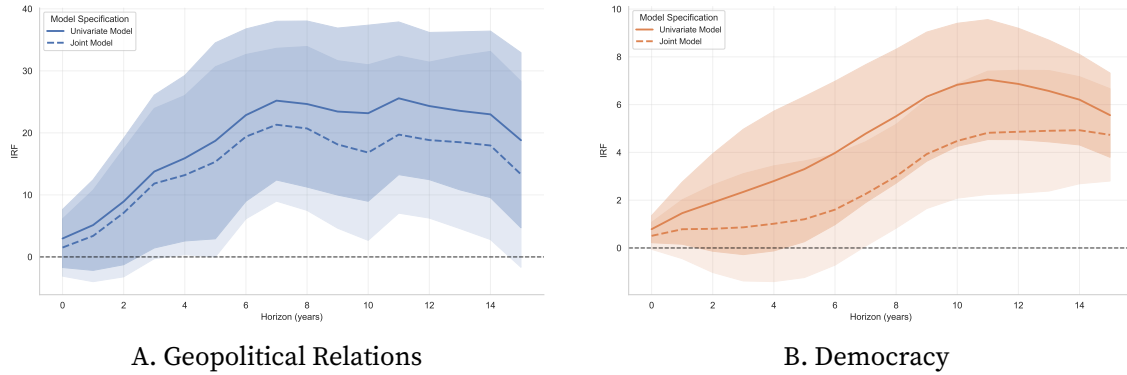 Model Specification
Univariate Model
Joint Model
40
30
20
10
0
IRF
0 2 4 6 8 10 12 14
Horizon (years)
A. Geopolitical Relations
Model Specification
Univariate Model
Joint Model
10
8
6
4
2
0
IRF
0 2 4 6 8 10 12 14
Horizon (years)
B. Democracy